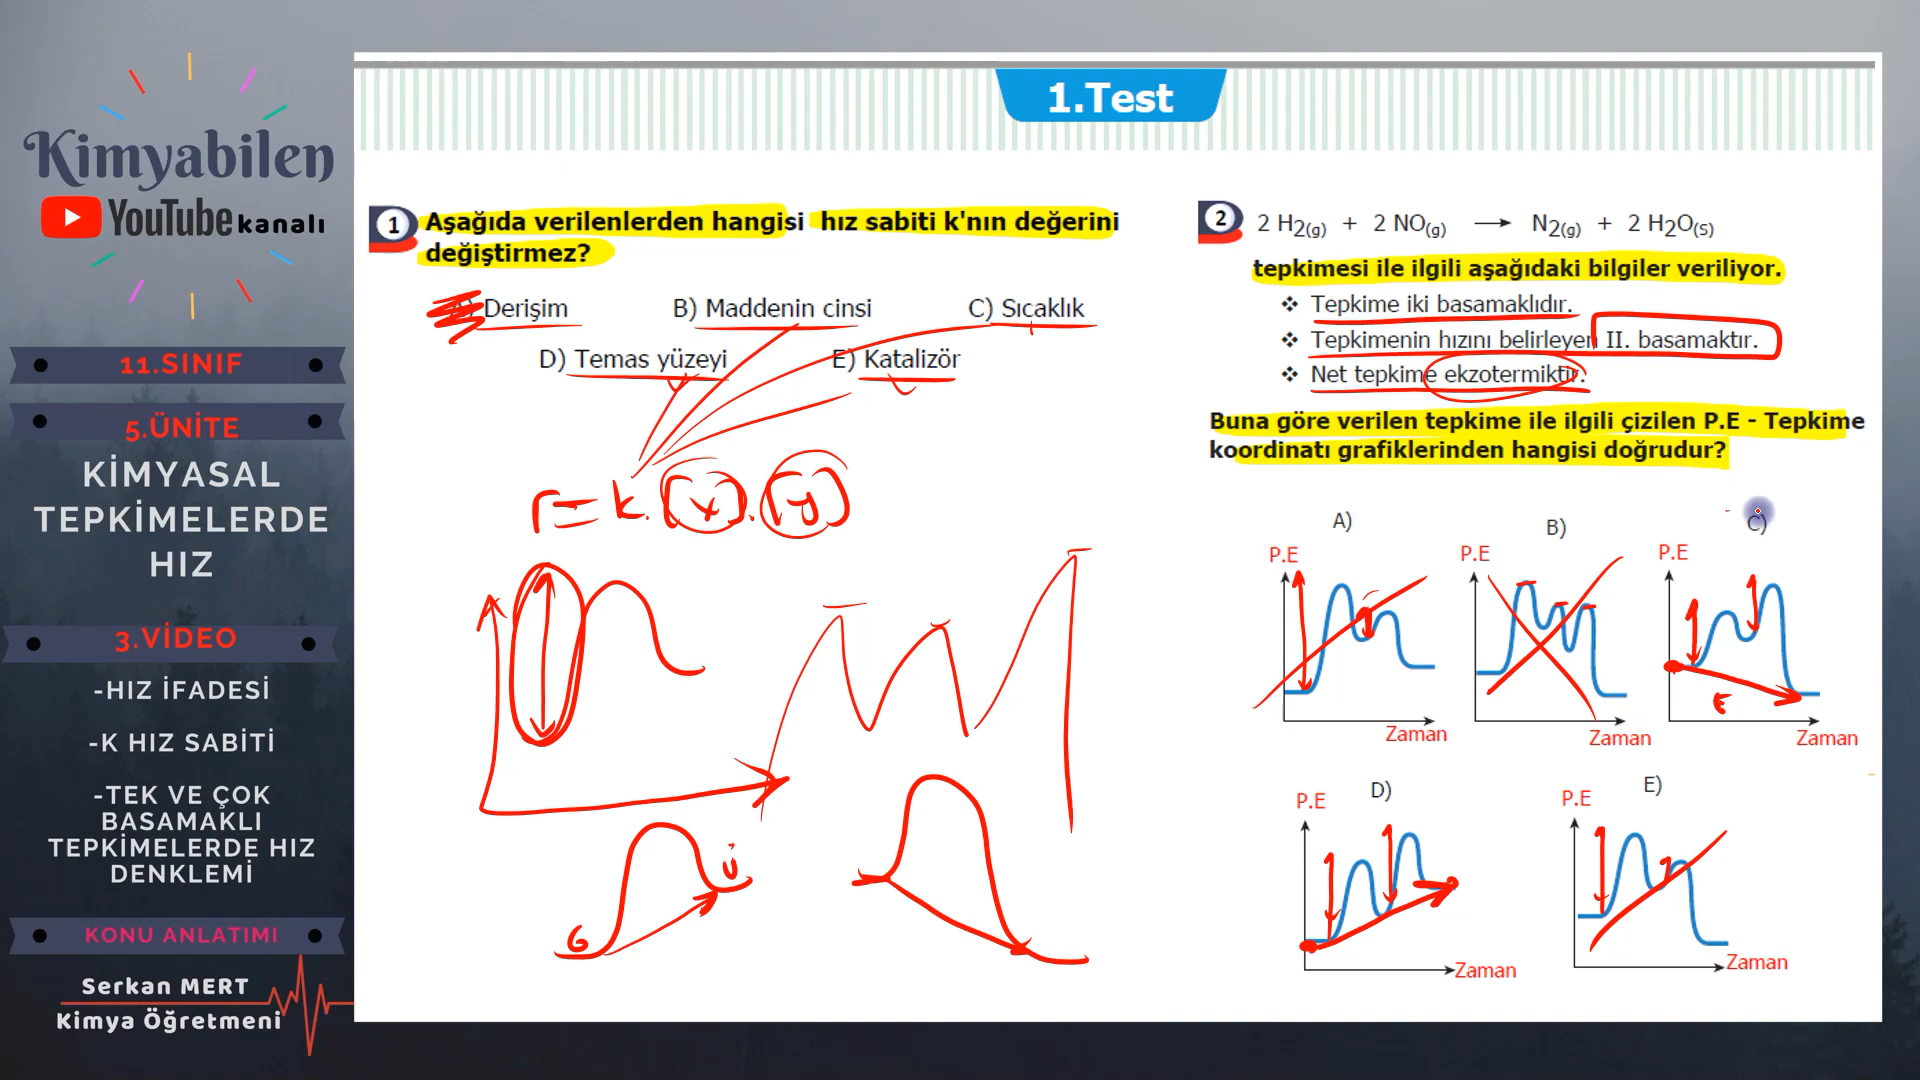 Kimyabilen
YouTube kanalı
11.SINIF
5.ÜNİTE
KİMYASAL
TEPKİMELERDE
HIZ
3.VİDEO
-HIZ İFADESİ
-K HIZ SABİTİ
-TEK VE ÇOK
BASAMAKLI
TEPKİMELERDE HIZ
DENKLEMİ
KONU ANLATIMI
Serkan MERT
Kimya Öğretmeni
1.Test
1 Aşağıda verilenlerden hangisi hız sabiti k'nın değerini
değiştirmez?
Derişim B) Maddenin cinsi C) Sıcaklık
D) Temas yüzeyi E) Katalizör
r = k.[x].[y]
G Ü
2 2 H2(g) + 2 NO(g) → N2(g) + 2 H2O(s)
tepkimesi ile ilgili aşağıdaki bilgiler veriliyor.
❖ Tepkime iki basamaklıdır.
❖ Tepkimenin hızını belirleyen II. basamaktır.
❖ Net tepkime ekzotermiktir.
Buna göre verilen tepkime ile ilgili çizilen P.E - Tepkime
koordinatı grafiklerinden hangisi doğrudur?
A) B) C)
P.E P.E P.E
E
Zaman Zaman Zaman
D) E)
P.E P.E
Zaman Zaman